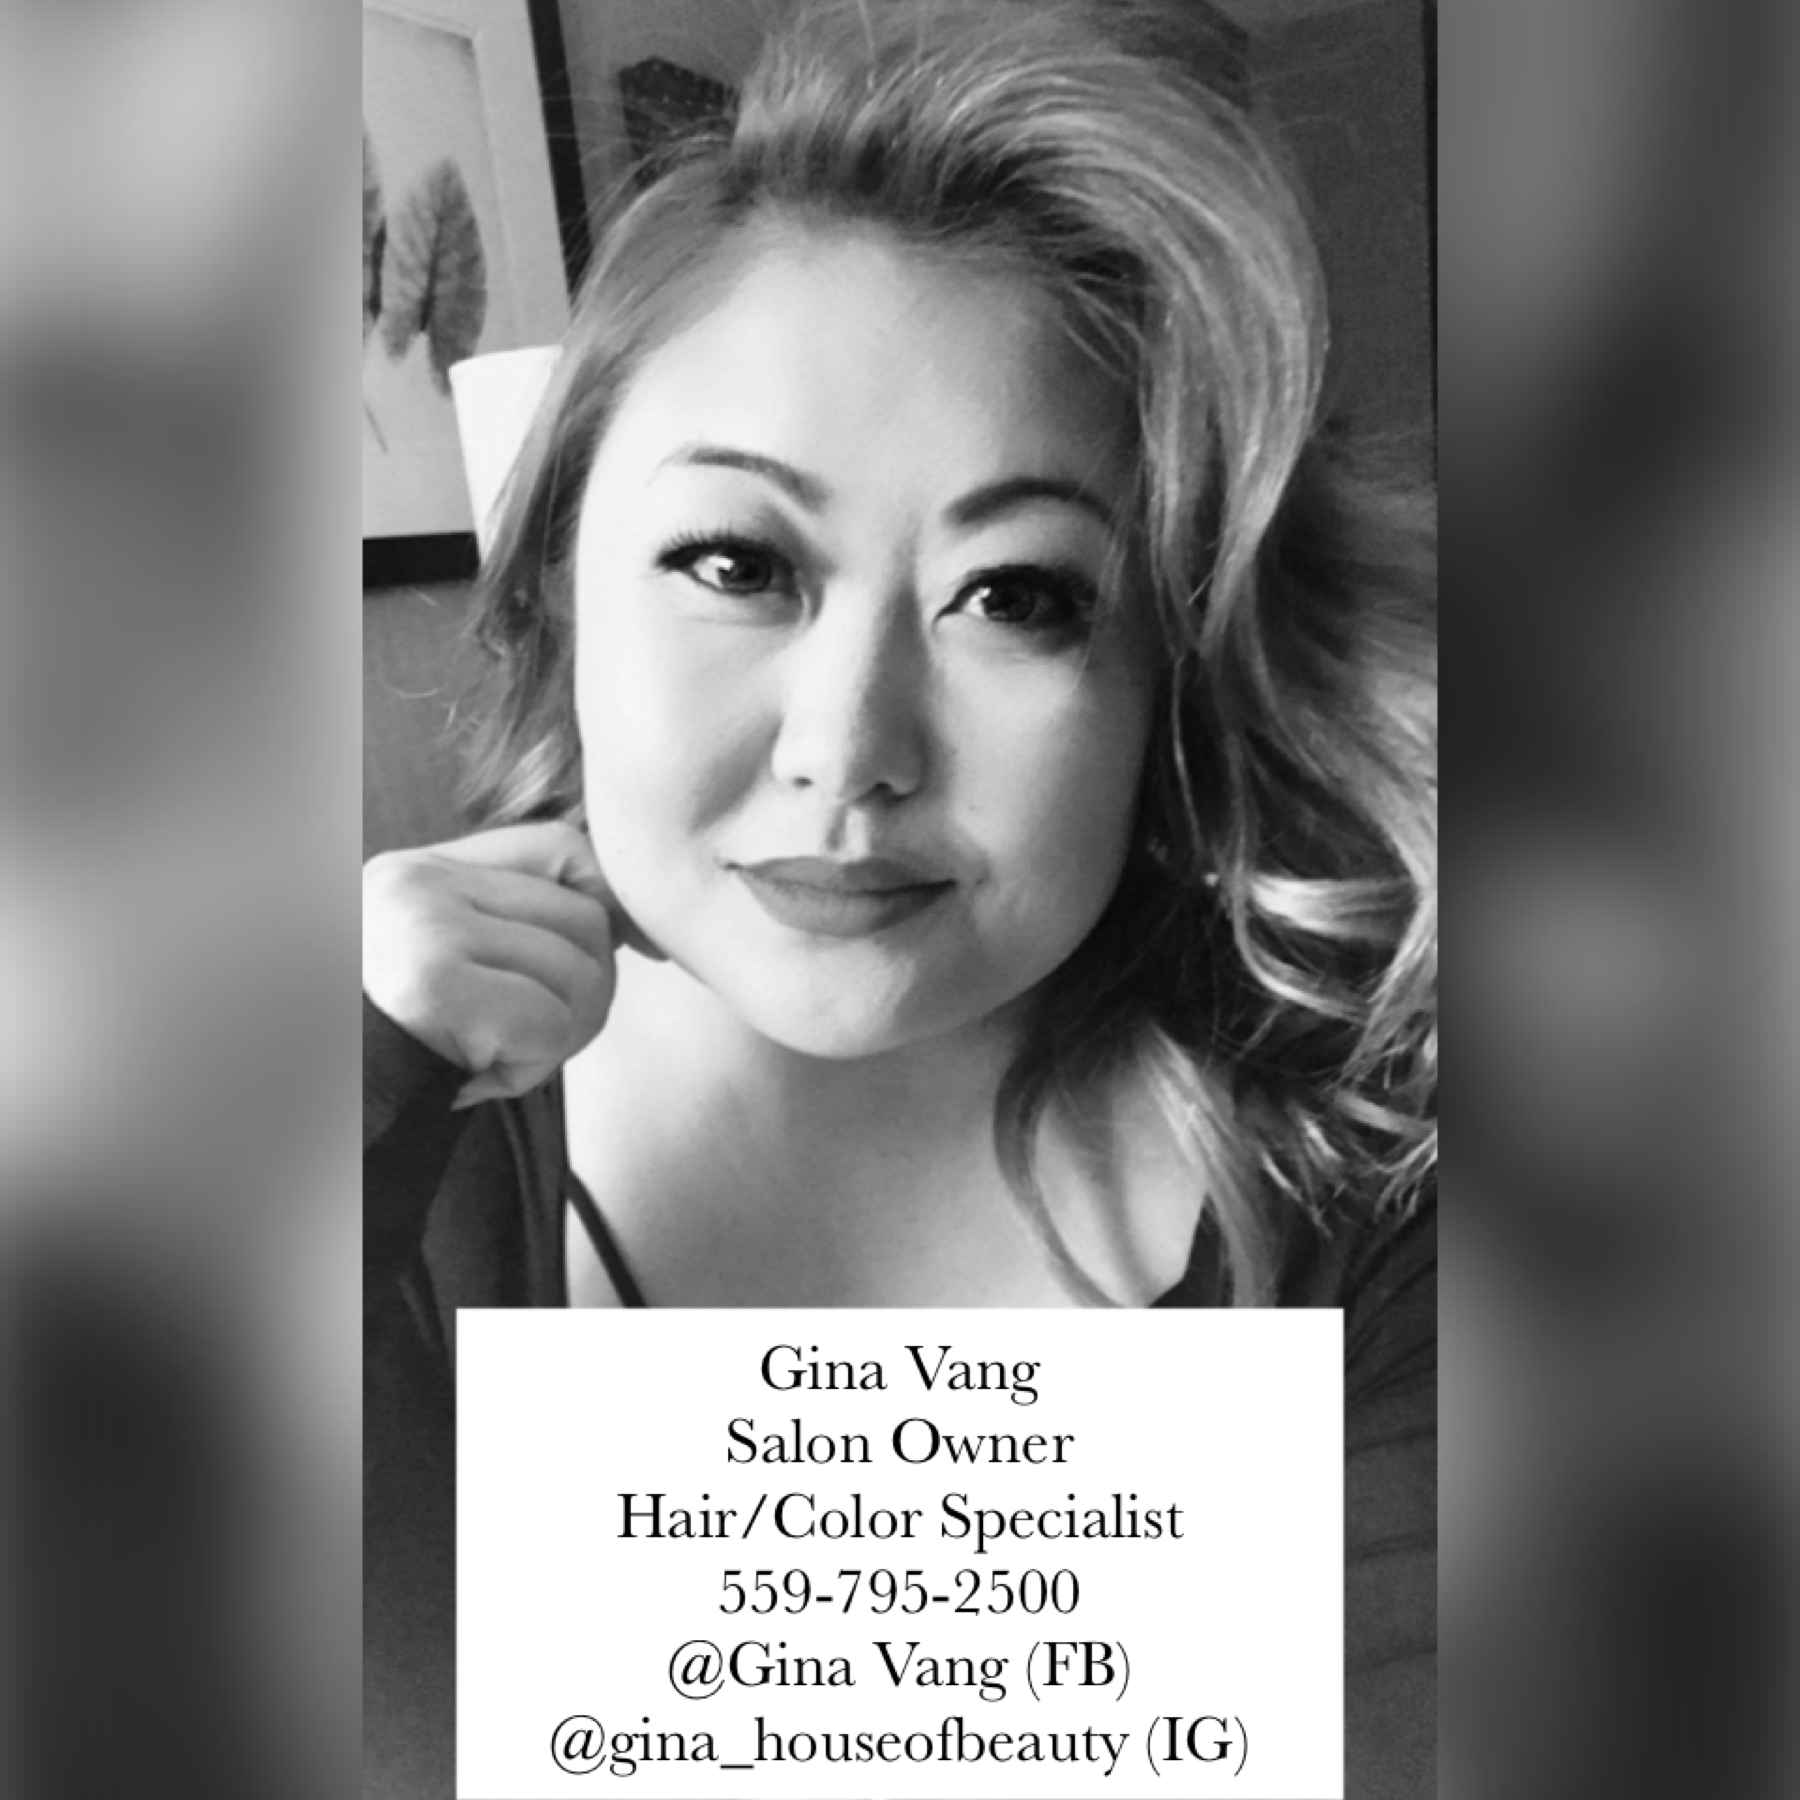 Gina Vang
Salon Owner
Hair/Color Specialist
559-795-2500
@Gina Vang (FB)
@gina_houseofbeauty (IG)